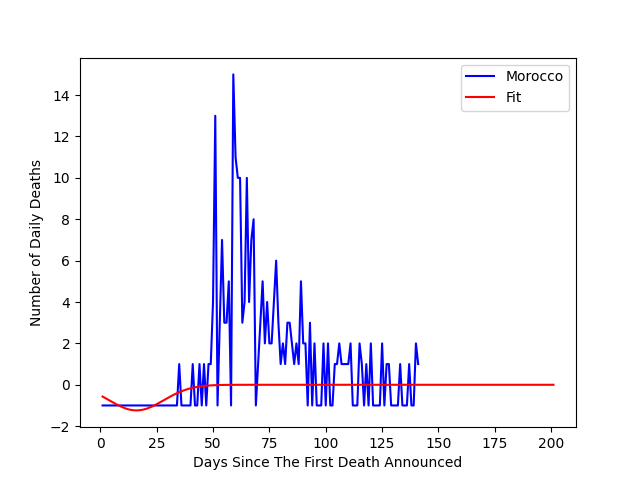 Morocco
Fit
14
12
10
8
6
4
2
0
−2
Number of Daily Deaths
0 25 50 75 100 125 150 175 200
Days Since The First Death Announced